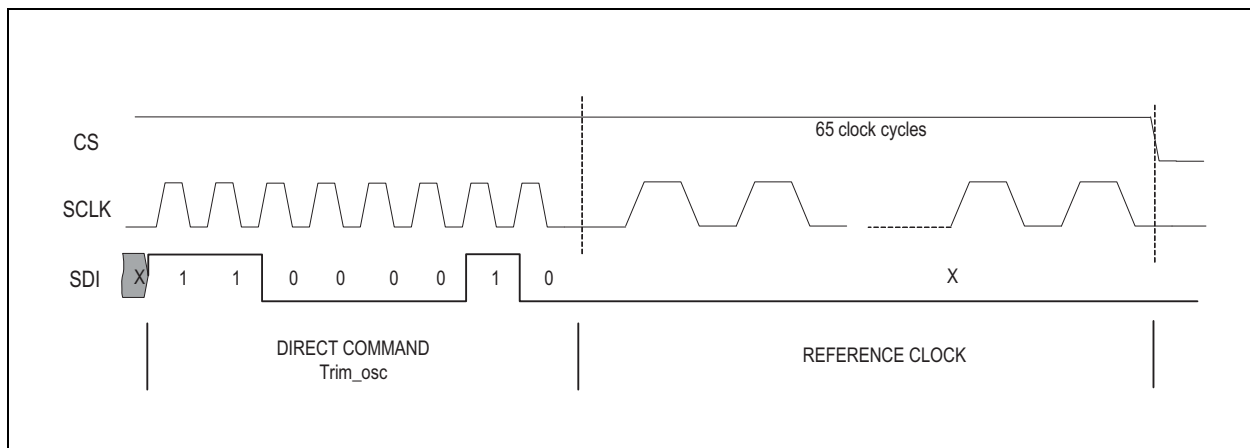 CS
65 clock cycles
SCLK
SDI
X 1 1 0 0 0 0 1 0 X
DIRECT COMMAND
Trim_osc
REFERENCE CLOCK